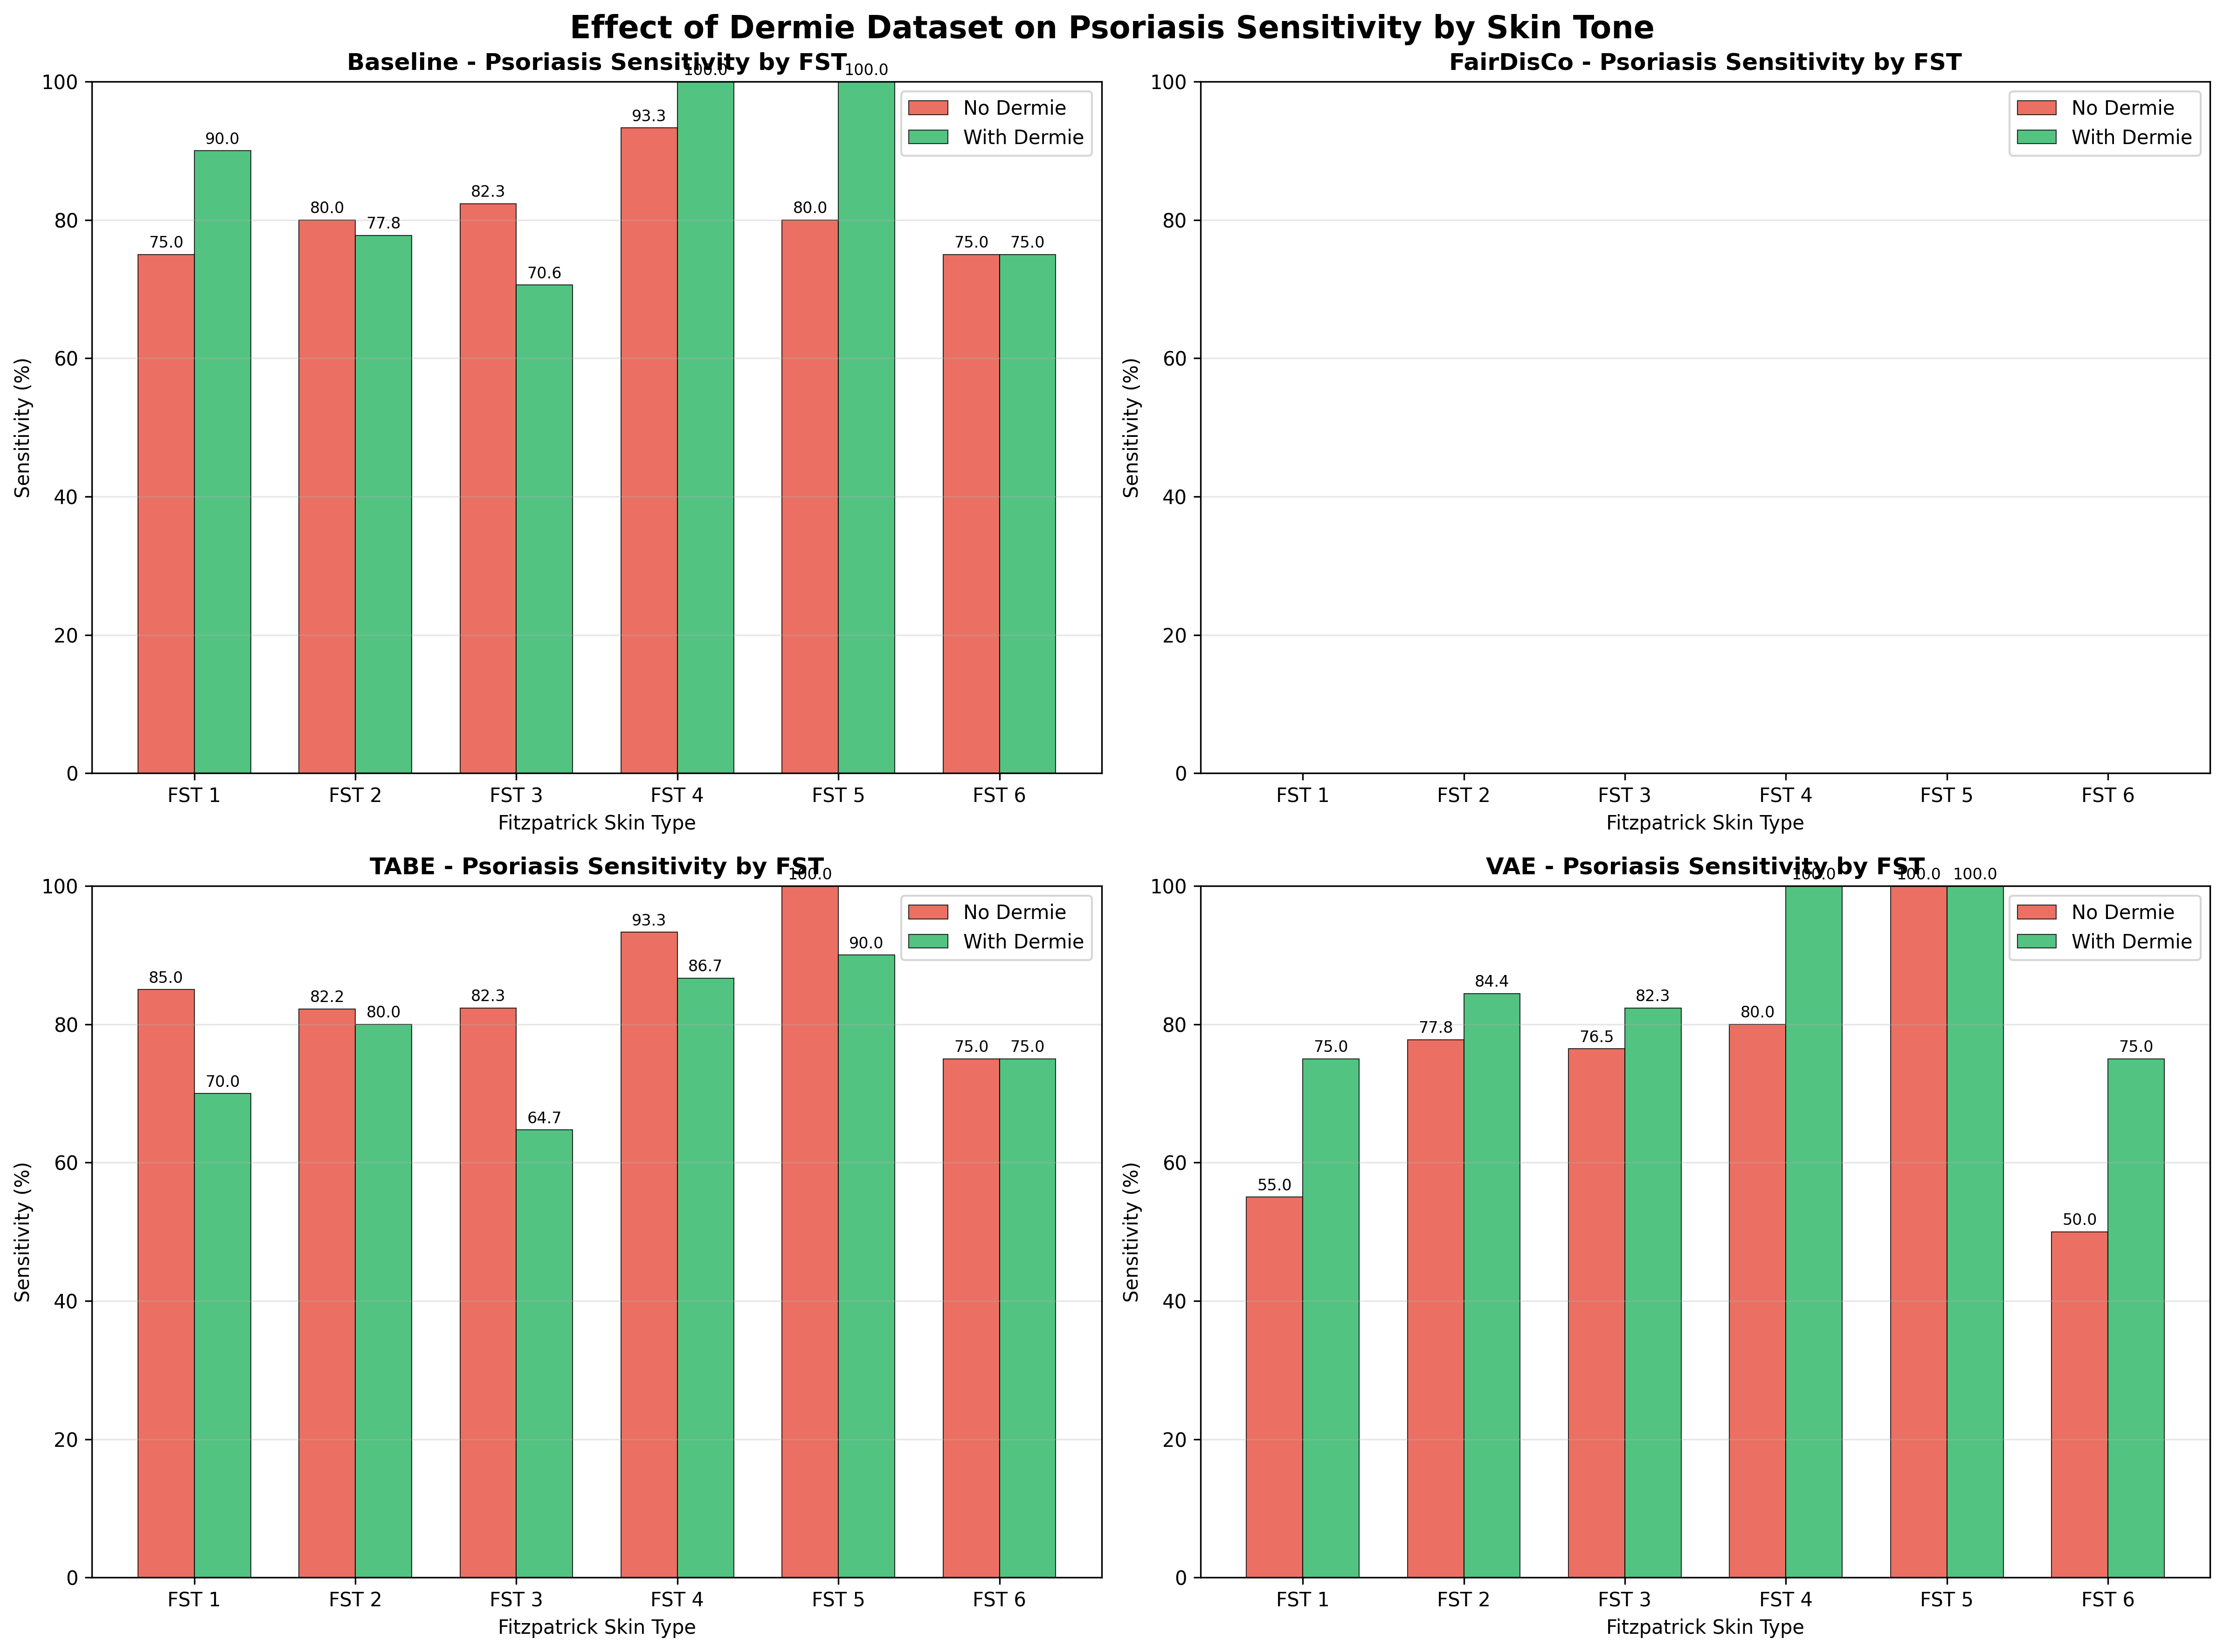 Effect of Dermie Dataset on Psoriasis Sensitivity by Skin Tone
Baseline - Psoriasis Sensitivity by FST
100.0
100.0
100
No Dermie
With Dermie
93.3
90.0
82.3
80.0
77.8
80.0
75.0
70.6
75.0
75.0
80
60
40
20
0
Sensitivity (%)
FST 1
FST 2
FST 3
FST 4
FST 5
FST 6
Fitzpatrick Skin Type
FairDisCo - Psoriasis Sensitivity by FST
100
No Dermie
With Dermie
80
60
40
20
0
Sensitivity (%)
FST 1
FST 2
FST 3
FST 4
FST 5
FST 6
Fitzpatrick Skin Type
TABE - Psoriasis Sensitivity by FST
100.0
100
No Dermie
With Dermie
93.3
90.0
85.0
82.2
82.3
86.7
80.0
70.0
64.7
75.0
75.0
80
60
40
20
0
Sensitivity (%)
FST 1
FST 2
FST 3
FST 4
FST 5
FST 6
Fitzpatrick Skin Type
VAE - Psoriasis Sensitivity by FST
100.0
100.0
100.0
100
No Dermie
With Dermie
84.4
82.3
80.0
77.8
76.5
75.0
75.0
55.0
50.0
80
60
40
20
0
Sensitivity (%)
FST 1
FST 2
FST 3
FST 4
FST 5
FST 6
Fitzpatrick Skin Type